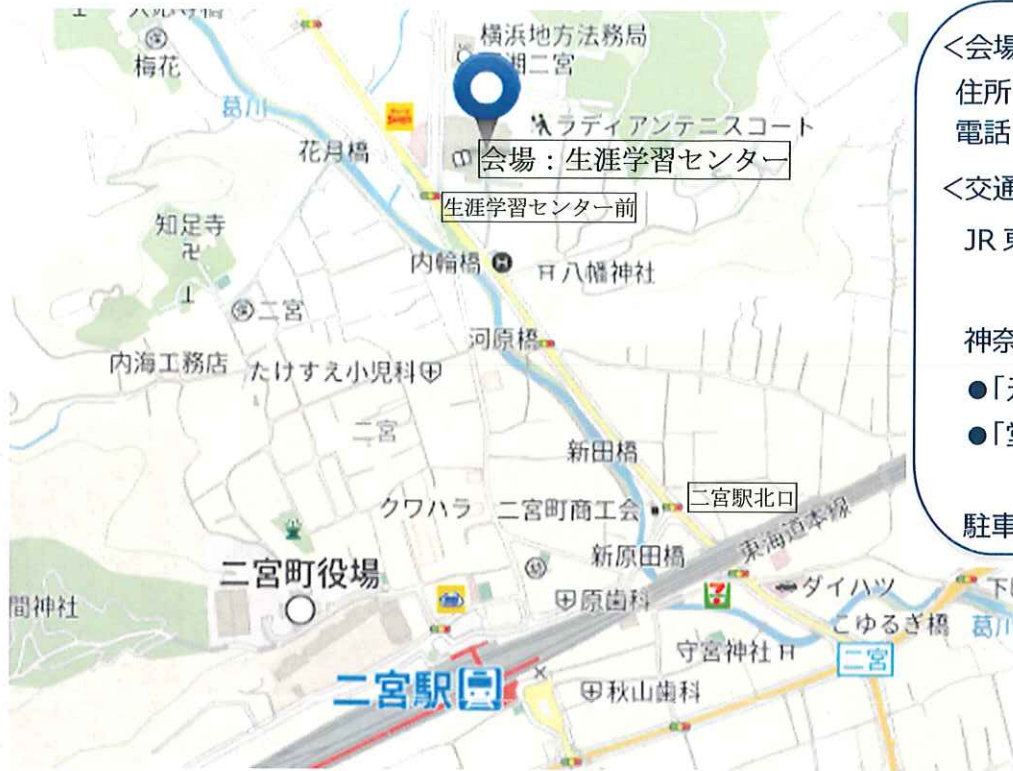 梅花
葛川
横浜地方法務局
湘二宮
ラディアンテニスコート
花月橋
会場：生涯学習センター
生涯学習センター前
知足寺
内輪橋
八幡神社
二宮
河原橋
内海工務店
たけすえ小児科
二宮
新田橋
クワハラ
二宮町商工会
二宮駅北口
東海道本線
新原田橋
二宮町役場
原歯科
7
ダイハツ
間神社
こゆるぎ橋
葛川
守宮神社
二宮
二宮駅
秋山歯科
<会場
住所
電話
<交通
JR 東
神奈
●「
●「
駐車